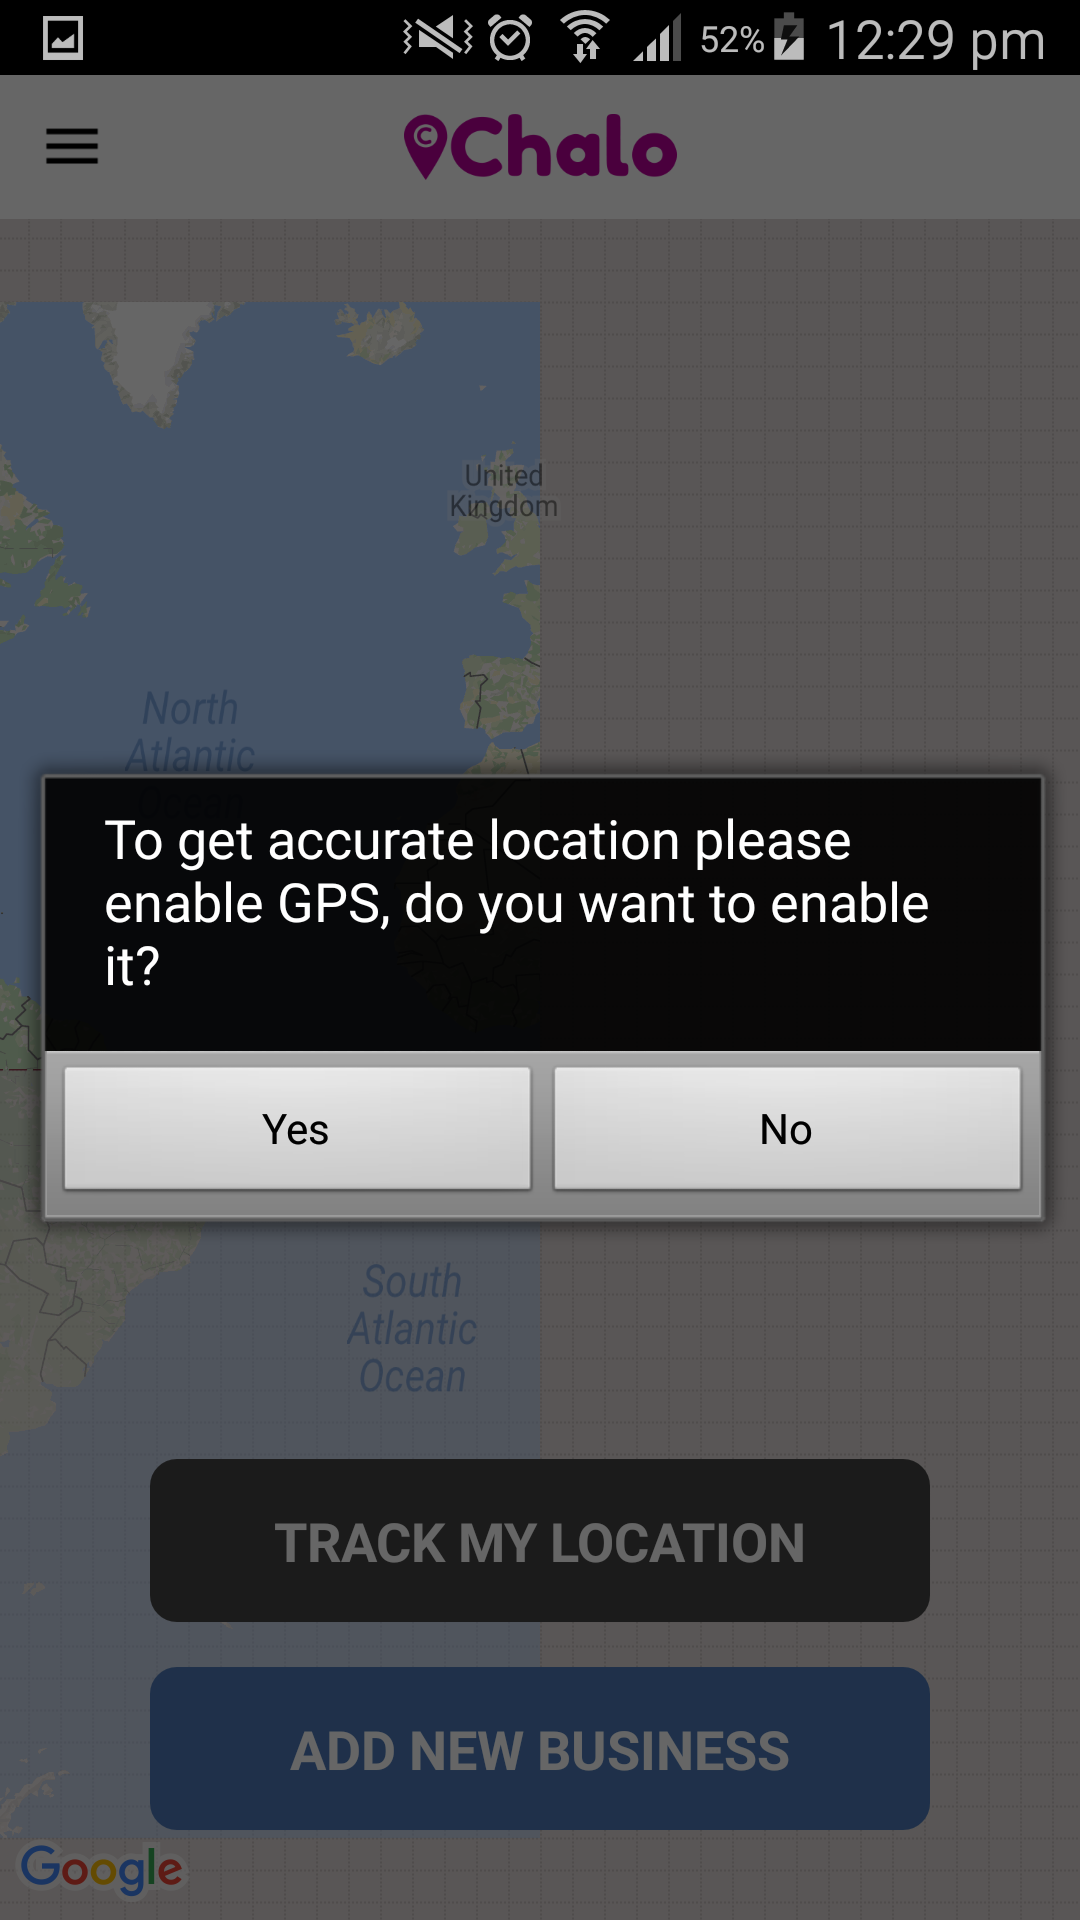 52% 12:29 pm
C Chalo
United
Kingdom
North
Atlantic
Ocean
To get accurate location please
enable GPS, do you want to enable
it?
Yes No
South
Atlantic
Ocean
TRACK MY LOCATION
ADD NEW BUSINESS
Google